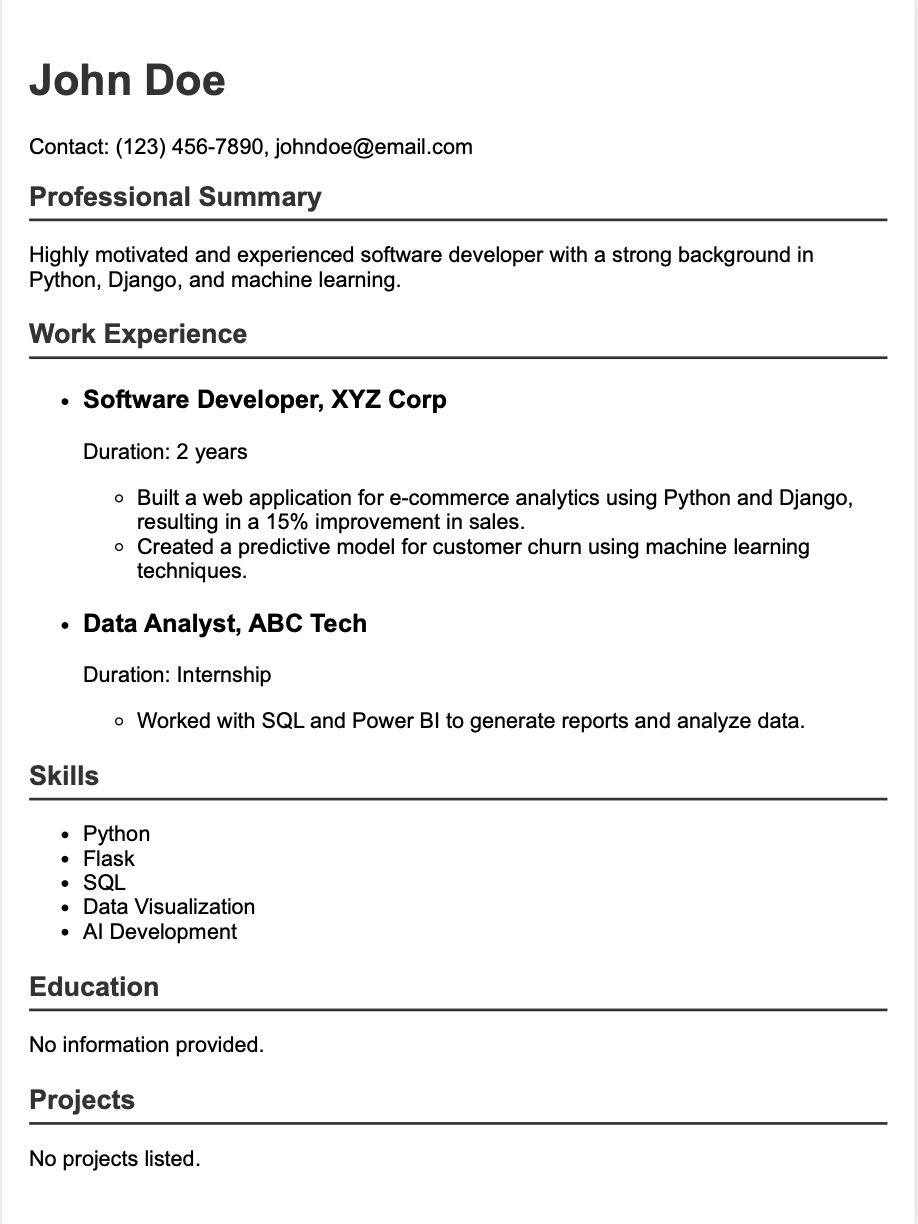 John Doe
Contact: (123) 456-7890, johndoe@email.com
Professional Summary
Highly motivated and experienced software developer with a strong background in
Python, Django, and machine learning.
Work Experience
• Software Developer, XYZ Corp
Duration: 2 years
◦ Built a web application for e-commerce analytics using Python and Django,
resulting in a 15% improvement in sales.
◦ Created a predictive model for customer churn using machine learning
techniques.
• Data Analyst, ABC Tech
Duration: Internship
◦ Worked with SQL and Power BI to generate reports and analyze data.
Skills
• Python
• Flask
• SQL
• Data Visualization
• AI Development
Education
No information provided.
Projects
No projects listed.